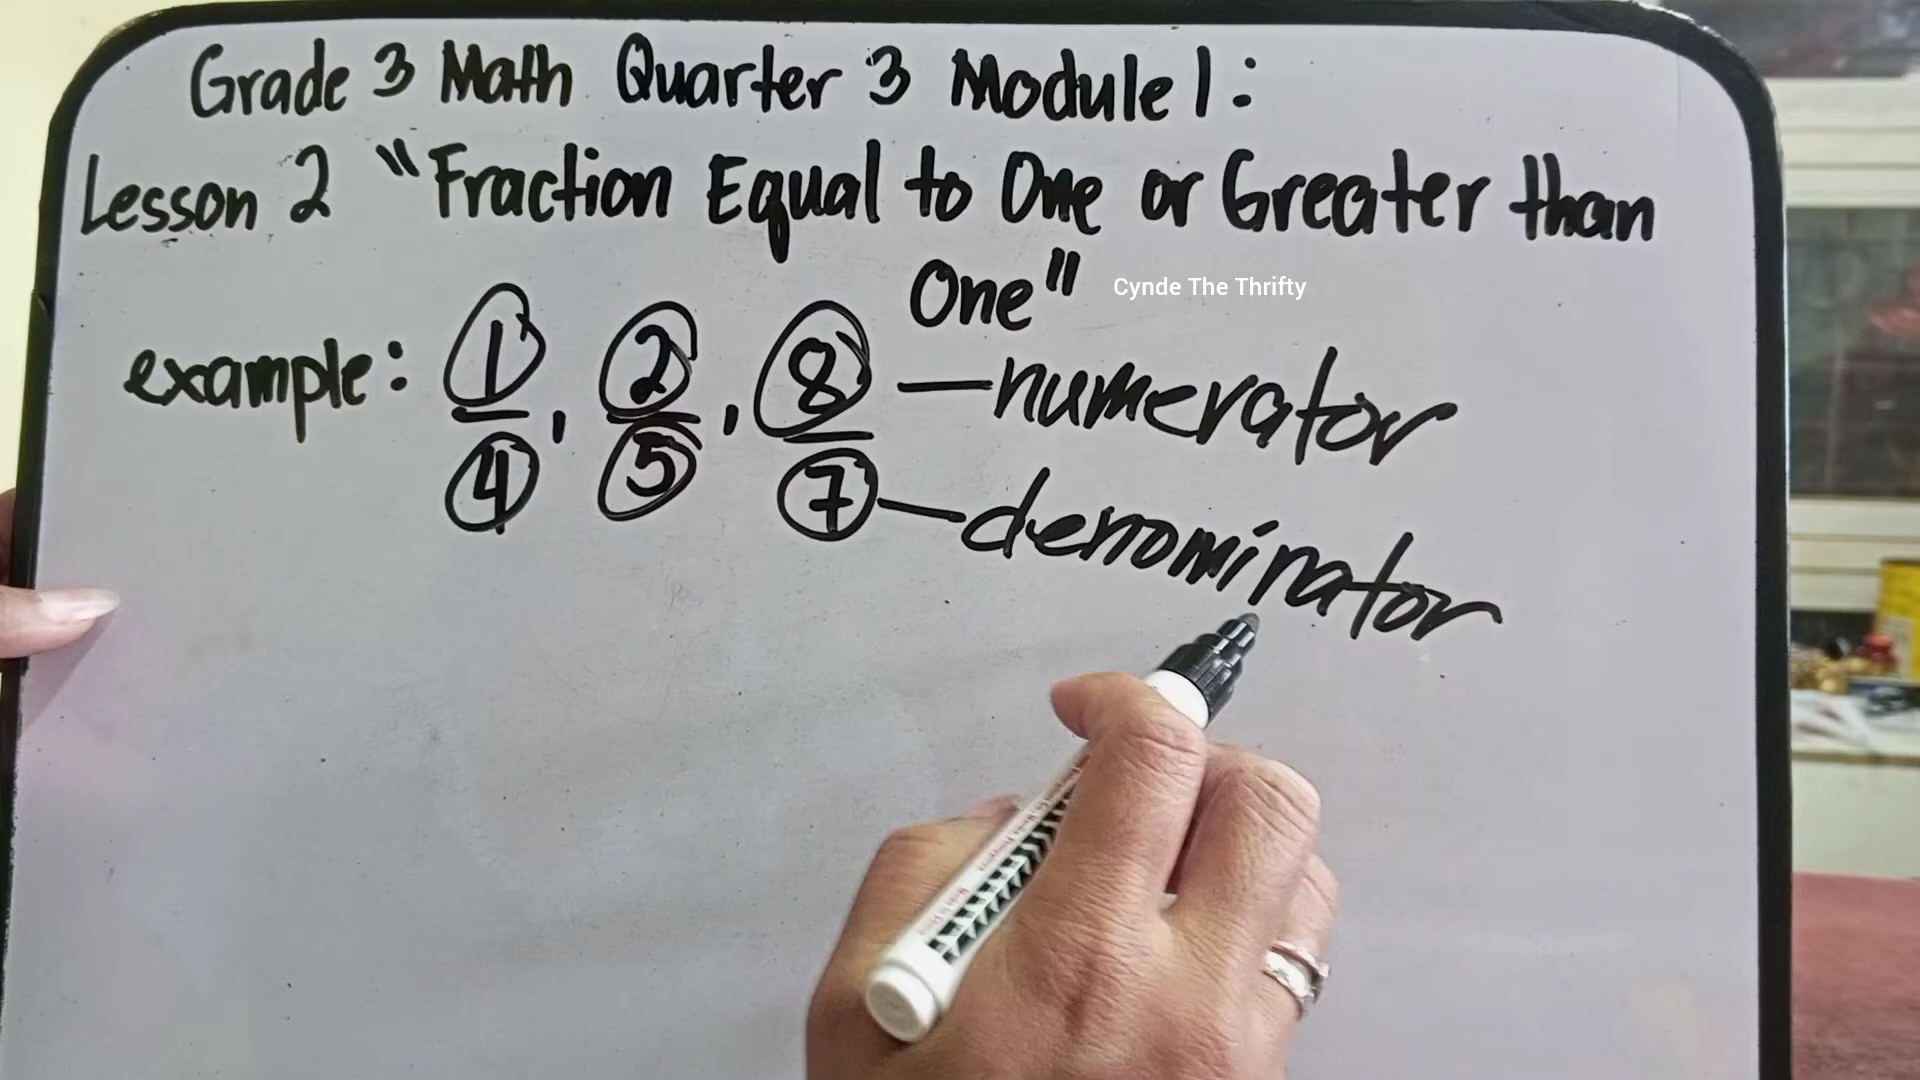 Grade 3 Math Quarter 3 Module 1:
Lesson 2 "Fraction Equal to One or Greater than
One"
Cynde The Thrifty
example: 1/4, 2/5, 8/7
numerator
denominator